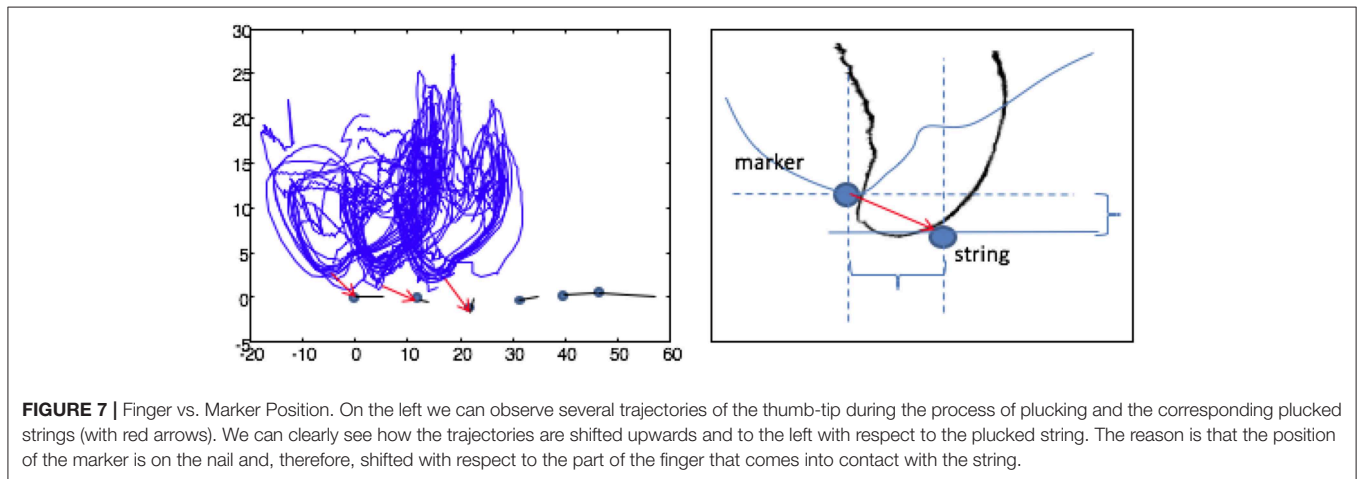 30
25
20
15
10
5
0
-5
-20 -10 0 10 20 30 40 50 60
marker
string
FIGURE 7 | Finger vs. Marker Position. On the left we can observe several trajectories of the thumb-tip during the process of plucking and the corresponding plucked
strings (with red arrows). We can clearly see how the trajectories are shifted upwards and to the left with respect to the plucked string. The reason is that the position
of the marker is on the nail and, therefore, shifted with respect to the part of the finger that comes into contact with the string.